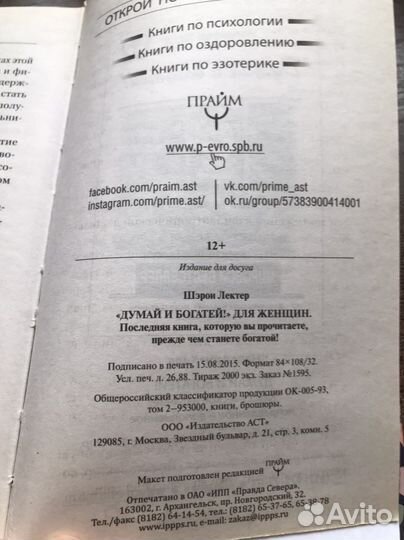 ОТКРОЙ
Книги по психологии
Книги по оздоровлению
Книги по эзотерике
ПРАЙМ
www.p-evro.spb.ru
facebook.com/praim.ast
instagram.com/prime.ast/
vk.com/prime_ast
ok.ru/group/57383900414001
12+
Издание для досуга
Шэрон Лектер
«ДУМАЙ И БОГАТЕЙ!» ДЛЯ ЖЕНЩИН.
Последняя книга, которую вы прочитаете,
прежде чем станете богатой!
Подписано в печать 15.08.2015. Формат 84×108/32.
Усл. печ. л. 26,88. Тираж 2000 экз. Заказ №1595.
Общероссийский классификатор продукции ОК-005-93,
том 2–953000, книги, брошюры.
ООО «Издательство АСТ»
129085, г. Москва, Звездный бульвар, д. 21, стр. 3, комн. 5
Макет подготовлен редакцией ПРАЙМ
Отпечатано в ОАО «ИПП «Правда Севера».
163002, г. Архангельск, пр. Новгородский, 32.
Тел./факс (8182) 64-14-54, тел.: (8182) 65-37-65, 65-38-78
www.ippps.ru, e-mail: zakaz@ippps.ru
Avito